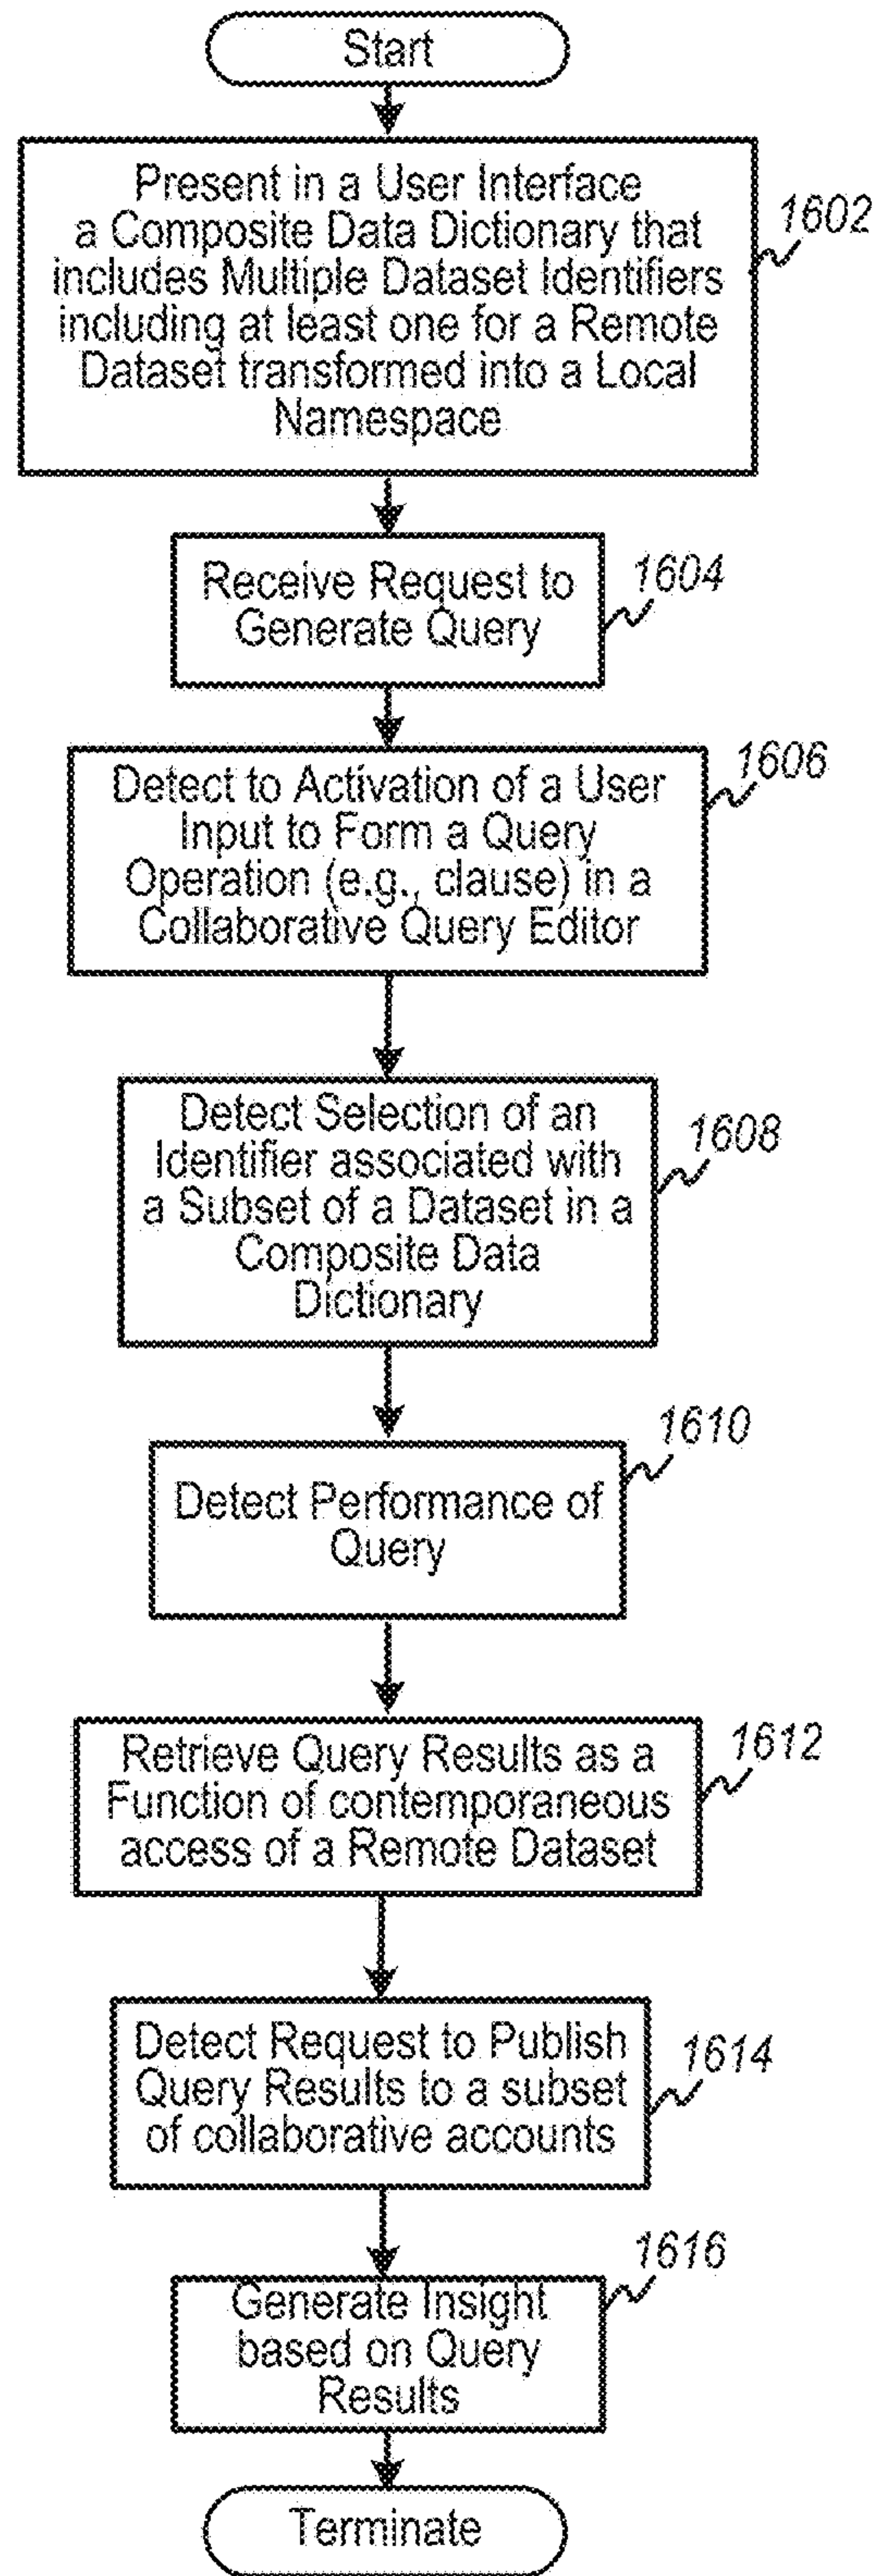 Start
Present in a User Interface
a Composite Data Dictionary that
includes Multiple Dataset Identifiers
including at least one for a Remote
Dataset transformed into a Local
Namespace
1602
Receive Request to
Generate Query
1604
Detect to Activation of a User
Input to Form a Query
Operation (e.g., clause) in a
Collaborative Query Editor
1606
Detect Selection of an
Identifier associated with
a Subset of a Dataset in a
Composite Data
Dictionary
1608
Detect Performance of
Query
1610
Retrieve Query Results as a
Function of contemporaneous
access of a Remote Dataset
1612
Detect Request to Publish
Query Results to a subset
of collaborative accounts
1614
Generate Insight
based on Query
Results
1616
Terminate